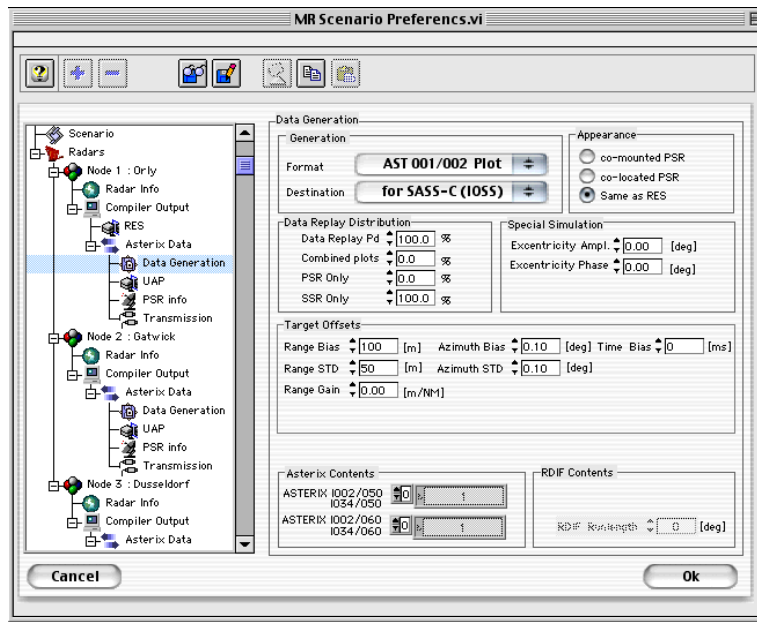 MR Scenario Preferencs.vi
Scenario
Radars
Node 1 : Orly
Radar Info
Compiler Output
RES
Asterix Data
Data Generation
UAP
PSR info
Transmission
Node 2 : Gatwick
Radar Info
Compiler Output
Asterix Data
Data Generation
UAP
PSR info
Transmission
Node 3 : Dusseldorf
Radar Info
Compiler Output
Asterix Data
Data Generation
Generation
Format AST 001/002 Plot
Destination for SASS-C (IOSS)
Appearance
co-mounted PSR
co-located PSR
Same as RES
Data Replay Distribution
Data Replay Pd 100.0 %
Combined plots 0.0 %
PSR Only 0.0 %
SSR Only 100.0 %
Special Simulation
Excentricity Ampl. 0.00 [deg]
Excentricity Phase 0.00 [deg]
Target Offsets
Range Bias 100 [m] Azimuth Bias 0.10 [deg] Time Bias 0 [ms]
Range STD 50 [m] Azimuth STD 0.10 [deg]
Range Gain 0.00 [m/NM]
Asterix Contents
ASTERIX I002/050 0 1
I034/050
ASTERIX I002/060 0 1
I034/060
RDIF Contents
RDIF Runlength 0 [deg]
Cancel
Ok